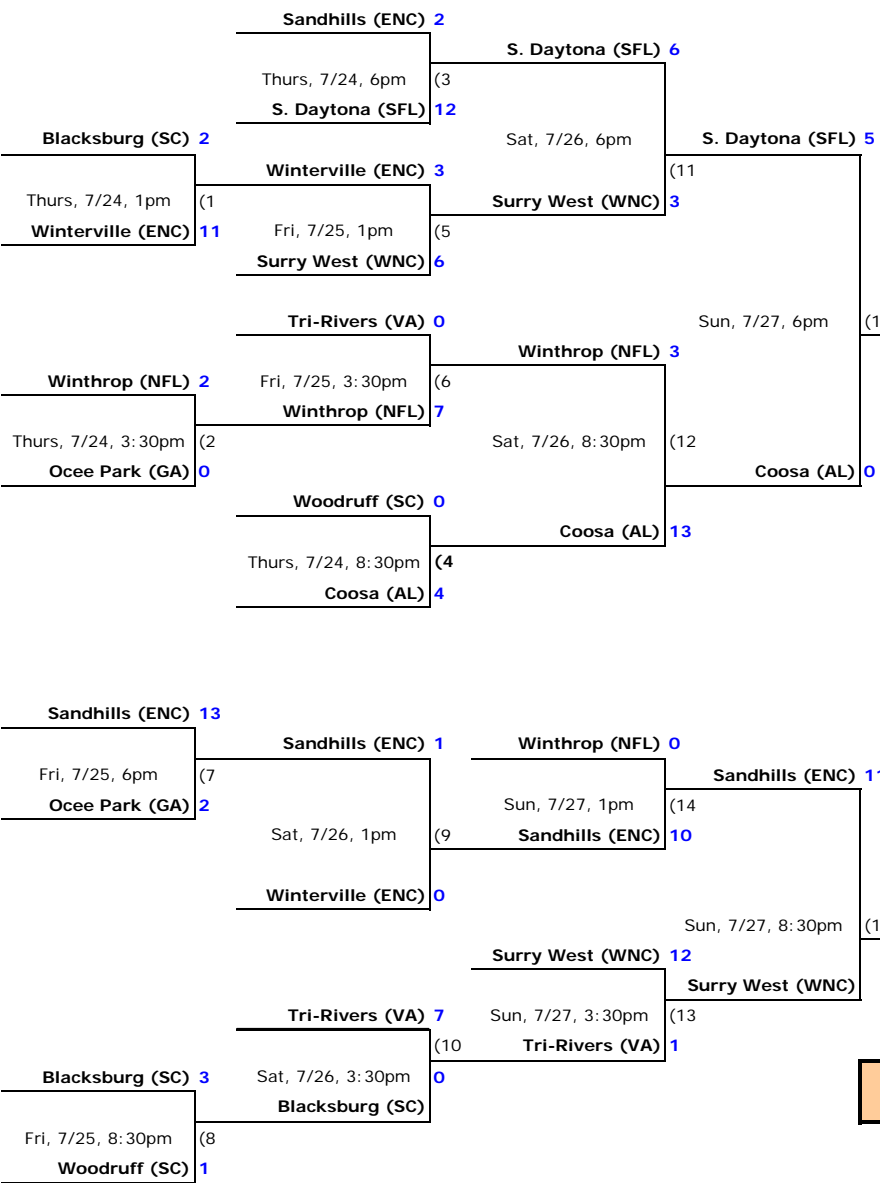 Sandhills (ENC) 2
S. Daytona (SFL) 6
Thurs, 7/24, 6pm (3
S. Daytona (SFL) 12
Blacksburg (SC) 2
Sat, 7/26, 6pm
S. Daytona (SFL) 5
Winterville (ENC) 3
(11
Thurs, 7/24, 1pm (1
Surry West (WNC) 3
Winterville (ENC) 11
Fri, 7/25, 1pm (5
Surry West (WNC) 6
Tri-Rivers (VA) 0
Sun, 7/27, 6pm (1
Winthrop (NFL) 3
Winthrop (NFL) 2
Fri, 7/25, 3:30pm (6
Winthrop (NFL) 7
Thurs, 7/24, 3:30pm (2
Sat, 7/26, 8:30pm (12
Ocee Park (GA) 0
Coosa (AL) 0
Woodruff (SC) 0
Coosa (AL) 13
Thurs, 7/24, 8:30pm (4
Coosa (AL) 4
Sandhills (ENC) 13
Sandhills (ENC) 1
Winthrop (NFL) 0
Fri, 7/25, 6pm (7
Sandhills (ENC) 11
Ocee Park (GA) 2
Sun, 7/27, 1pm (14
Sat, 7/26, 1pm (9
Sandhills (ENC) 10
Winterville (ENC) 0
Sun, 7/27, 8:30pm (1
Surry West (WNC) 12
Surry West (WNC)
Tri-Rivers (VA) 7
Sun, 7/27, 3:30pm (13
(10
Tri-Rivers (VA) 1
Blacksburg (SC) 3
Sat, 7/26, 3:30pm 0
Blacksburg (SC)
Fri, 7/25, 8:30pm (8
Woodruff (SC) 1